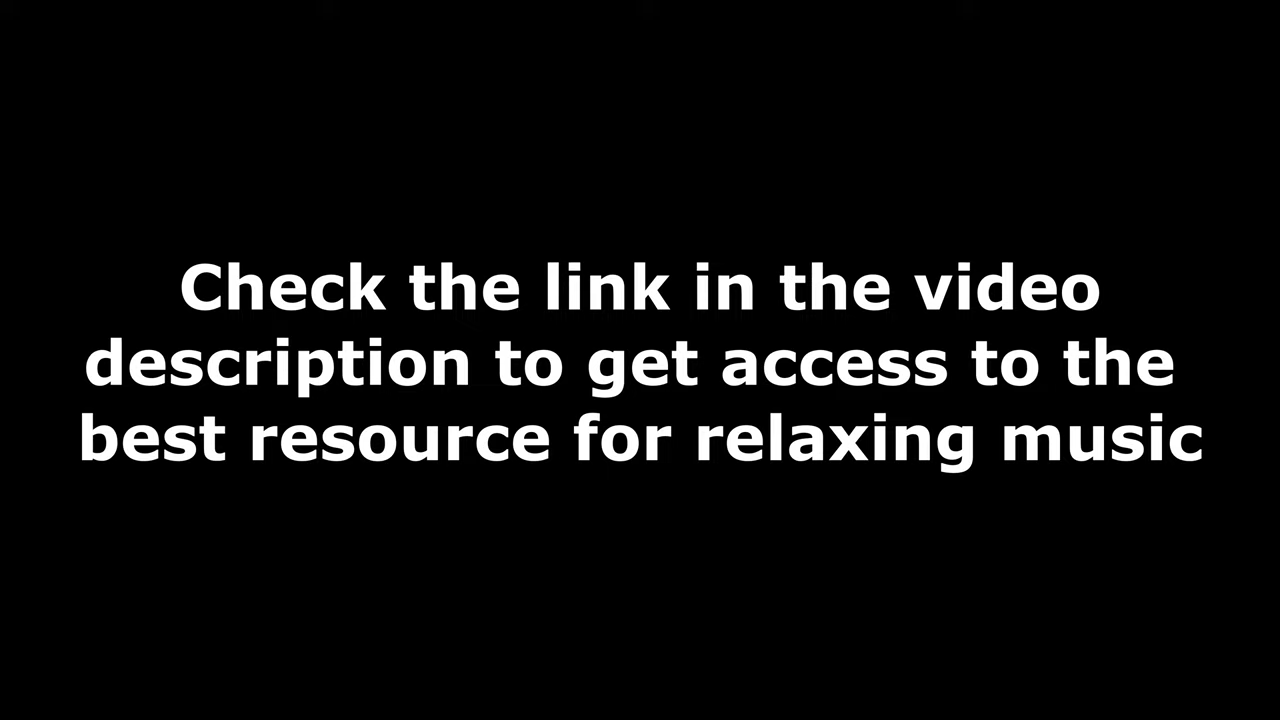 Check the link in the video
description to get access to the
best resource for relaxing music